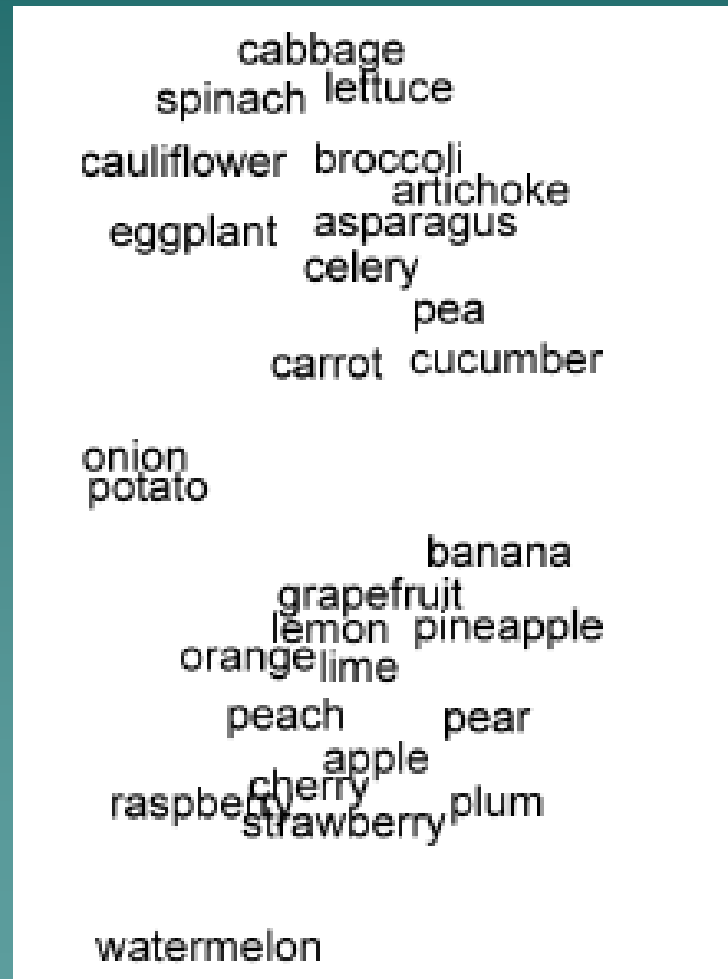 cabbage
spinach lettuce
cauliflower broccoli
artichoke
eggplant asparagus
celery
pea
carrot cucumber
onion
potato
banana
grapefruit
lemon pineapple
orange lime
peach pear
apple
cherry
raspberry plum
strawberry
watermelon